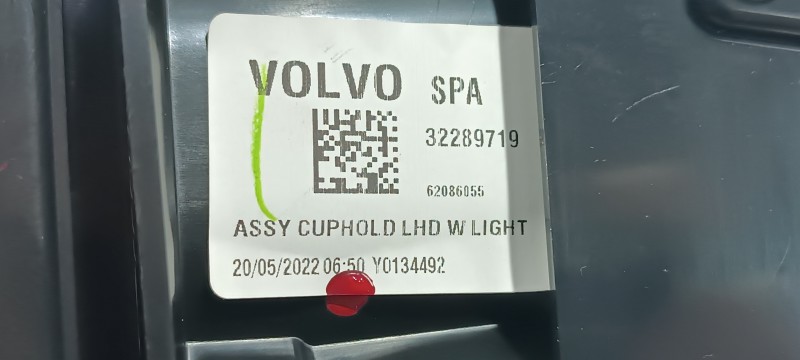 VOLVO SPA
32289719
62086055
ASSY CUPHOLD LHD W LIGHT
20/05/2022 06:50 Y0134492